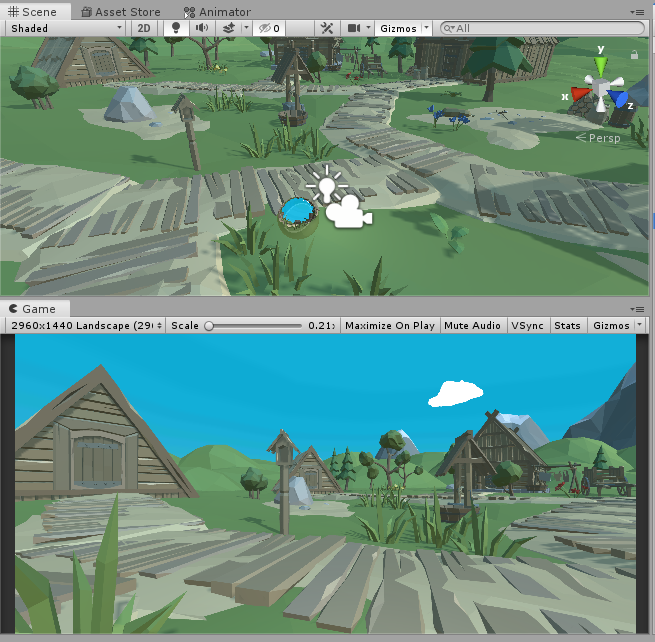 Scene
Asset Store
Animator
Shaded
2D
0
Gizmos
All
y
x
z
Persp
Game
2960x1440 Landscape (29
Scale
0.21
Maximize On Play
Mute Audio
VSync
Stats
Gizmos